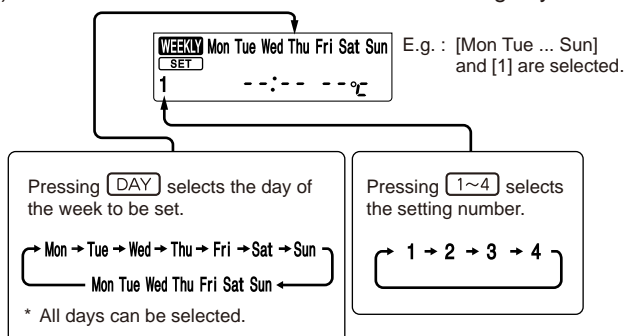 WEEKLY Mon Tue Wed Thu Fri Sat Sun
SET
1 --:-- --°C
E.g. : [Mon Tue ... Sun]
and [1] are selected.
Pressing DAY selects the day of
the week to be set.
Mon → Tue → Wed → Thu → Fri → Sat → Sun
Mon Tue Wed Thu Fri Sat Sun
* All days can be selected.
Pressing 1~4 selects
the setting number.
1 → 2 → 3 → 4